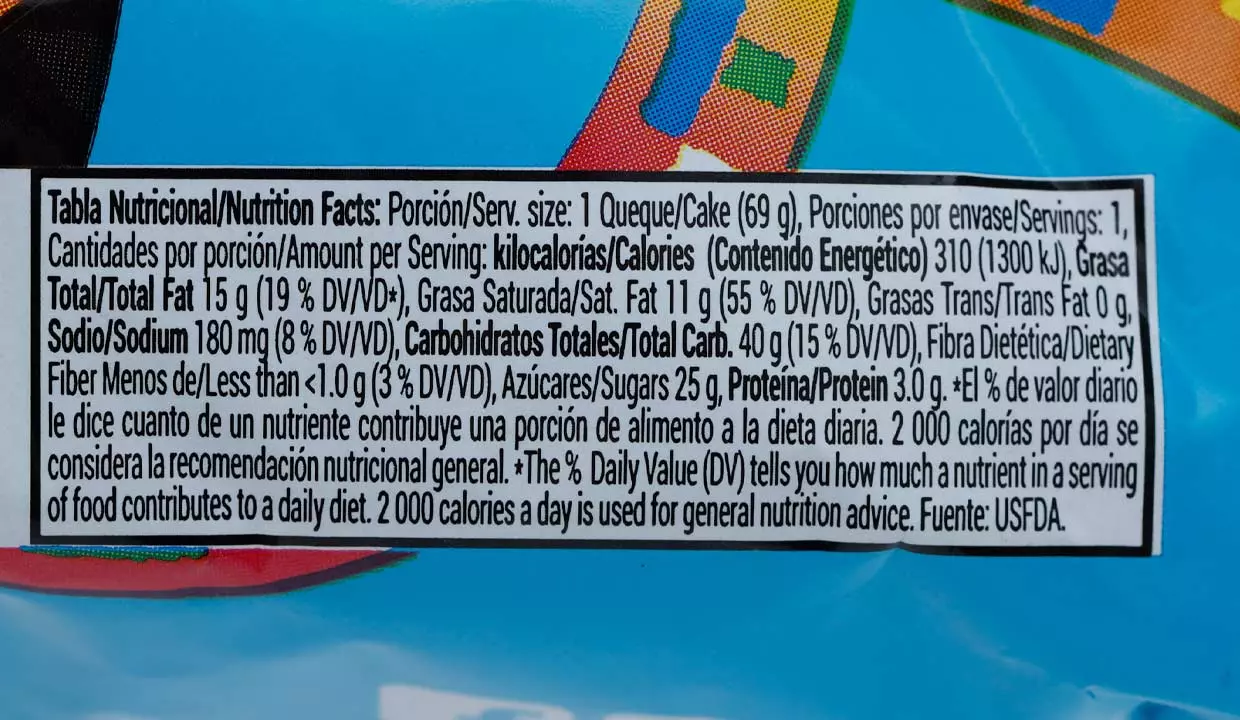 Tabla Nutricional/Nutrition Facts: Porción/Serv. size: 1 Queque/Cake (69 g), Porciones por envase/Servings: 1,
Cantidades por porción/Amount per Serving: kilocalorías/Calories (Contenido Energético) 310 (1300 kJ), Grasa
Total/Total Fat 15 g (19 % DV/VD*), Grasa Saturada/Sat. Fat 11 g (55 % DV/VD), Grasas Trans/Trans Fat 0 g,
Sodio/Sodium 180 mg (8 % DV/VD), Carbohidratos Totales/Total Carb. 40 g (15 % DV/VD), Fibra Dietética/Dietary
Fiber Menos de/Less than <1.0 g (3 % DV/VD), Azúcares/Sugars 25 g, Proteína/Protein 3.0 g. *El % de valor diario
le dice cuanto de un nutriente contribuye una porción de alimento a la dieta diaria. 2 000 calorías por día se
considera la recomendación nutricional general. *The % Daily Value (DV) tells you how much a nutrient in a serving
of food contributes to a daily diet. 2 000 calories a day is used for general nutrition advice. Fuente: USFDA.